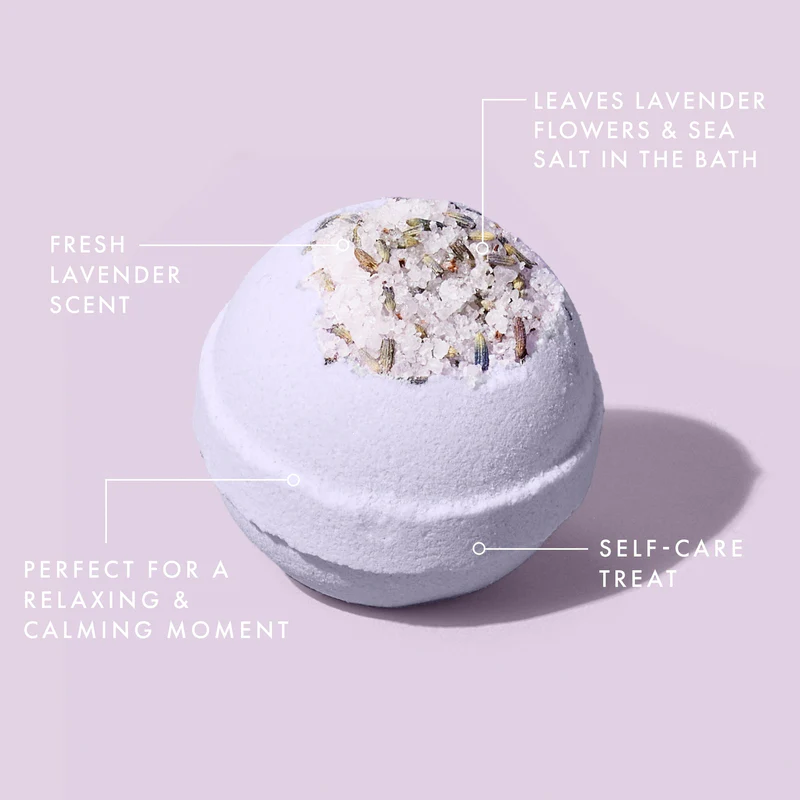 LEAVES LAVENDER
FLOWERS & SEA
SALT IN THE BATH
FRESH
LAVENDER
SCENT
PERFECT FOR A
RELAXING &
CALMING MOMENT
SELF-CARE
TREAT